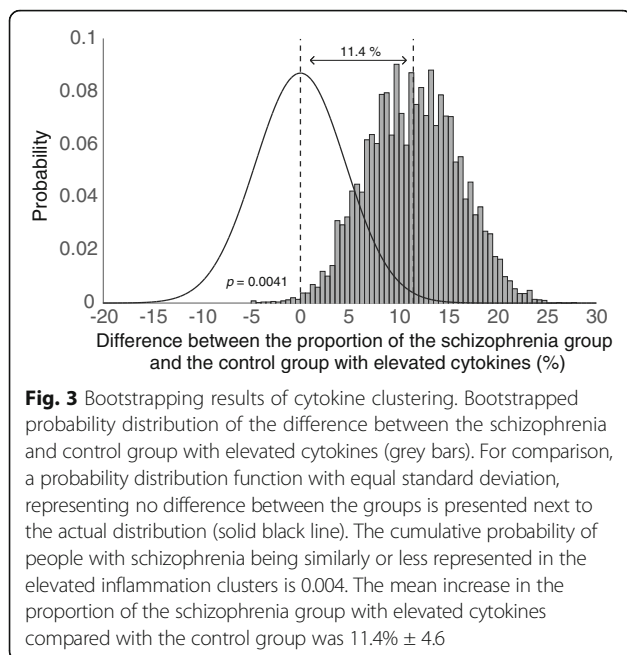 0.1
11.4 %
0.08
0.06
Probability
0.04
0.02
p = 0.0041
0
-20 -15 -10 -5 0 5 10 15 20 25 30
Difference between the proportion of the schizophrenia group
and the control group with elevated cytokines (%)
Fig. 3 Bootstrapping results of cytokine clustering. Bootstrapped
probability distribution of the difference between the schizophrenia
and control group with elevated cytokines (grey bars). For comparison,
a probability distribution function with equal standard deviation,
representing no difference between the groups is presented next to
the actual distribution (solid black line). The cumulative probability of
people with schizophrenia being similarly or less represented in the
elevated inflammation clusters is 0.004. The mean increase in the
proportion of the schizophrenia group with elevated cytokines
compared with the control group was 11.4% ± 4.6